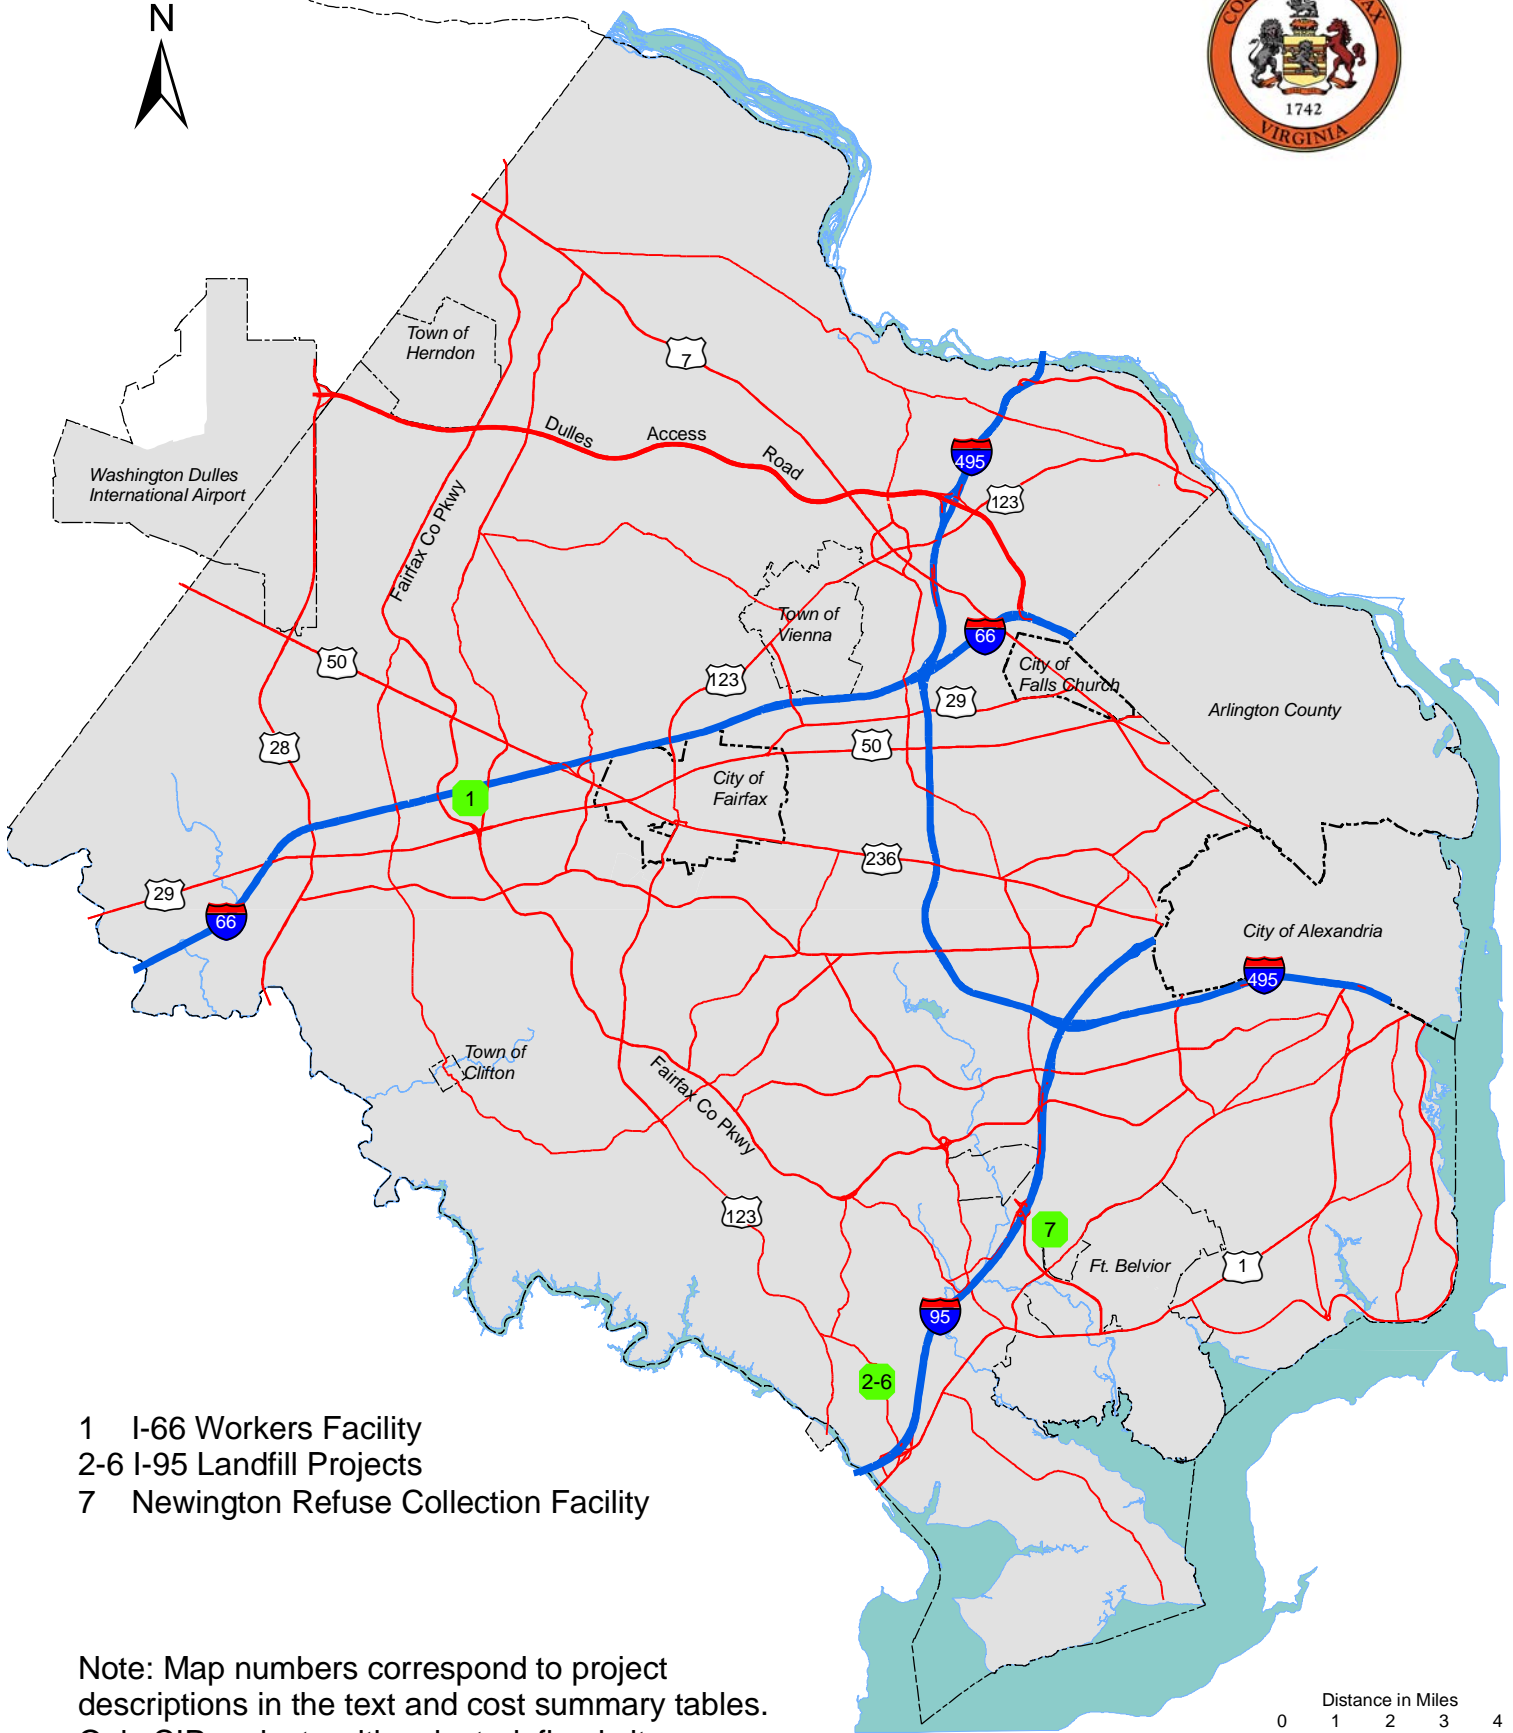 N
1742
VIRGINIA
Town of
Herndon
7
Dulles
Access
Road
495
123
Washington Dulles
International Airport
Fairfax Co Pkwy
Town of
Vienna
66
City of
Falls Church
50
123
29
Arlington County
28
50
City of
Fairfax
1
236
29
66
City of Alexandria
495
Town of
Clifton
Fairfax Co Pkwy
123
7
Ft. Belvior
1
95
2-6
1 I-66 Workers Facility
2-6 I-95 Landfill Projects
7 Newington Refuse Collection Facility
Note: Map numbers correspond to project
descriptions in the text and cost summary tables.
Distance in Miles
0 1 2 3 4